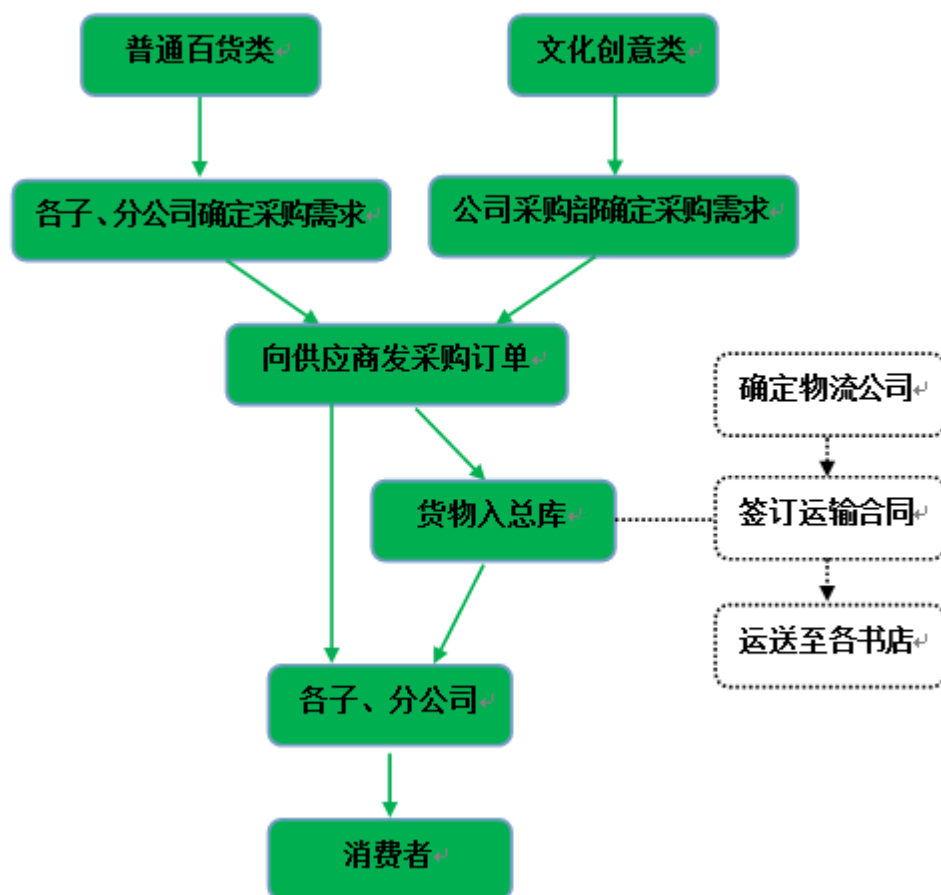 普通百货类
文化创意类
各子、分公司确定采购需求
公司采购部确定采购需求
向供应商发采购订单
确定物流公司
货物入总库
签订运输合同
运送至各书店
各子、分公司
消费者